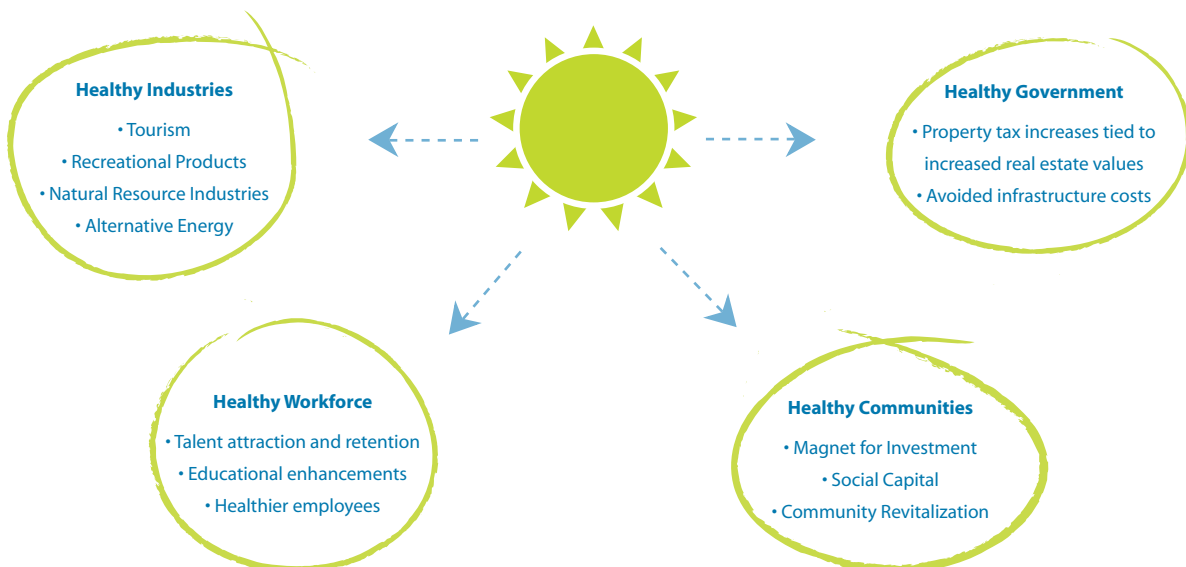 Healthy Industries
• Tourism
• Recreational Products
• Natural Resource Industries
• Alternative Energy
Healthy Government
• Property tax increases tied to
increased real estate values
• Avoided infrastructure costs
Healthy Workforce
• Talent attraction and retention
• Educational enhancements
• Healthier employees
Healthy Communities
• Magnet for Investment
• Social Capital
• Community Revitalization